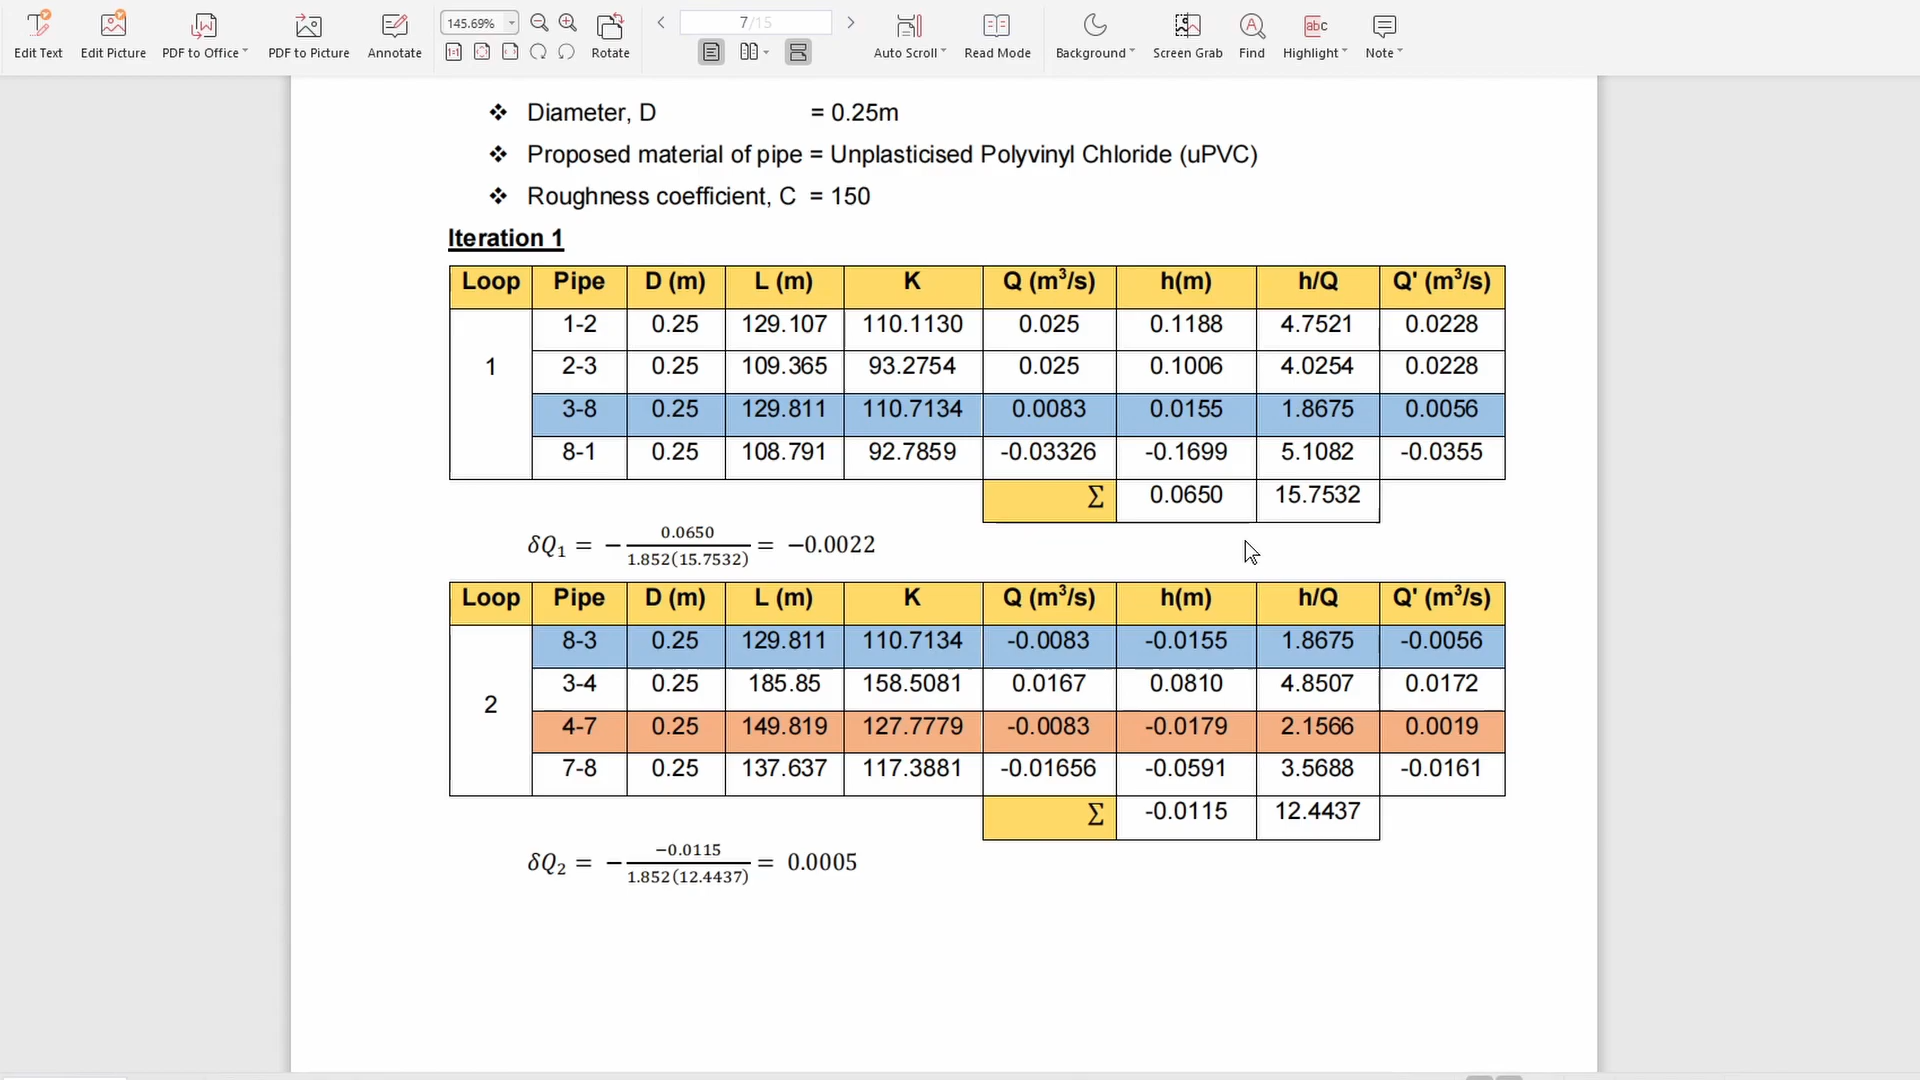 Edit Text Edit Picture PDF to Office PDF to Picture Annotate 145.69% Rotate 7/15 Auto Scroll Read Mode Background Screen Grab Find Highlight Note
❖ Diameter, D = 0.25m
❖ Proposed material of pipe = Unplasticised Polyvinyl Chloride (uPVC)
❖ Roughness coefficient, C = 150
Iteration 1
Loop Pipe D (m) L (m) K Q (m³/s) h(m) h/Q Q' (m³/s)
1-2 0.25 129.107 110.1130 0.025 0.1188 4.7521 0.0228
1 2-3 0.25 109.365 93.2754 0.025 0.1006 4.0254 0.0228
3-8 0.25 129.811 110.7134 0.0083 0.0155 1.8675 0.0056
8-1 0.25 108.791 92.7859 -0.03326 -0.1699 5.1082 -0.0355
Σ 0.0650 15.7532
δQ₁ = − 0.0650 / 1.852(15.7532) = −0.0022
Loop Pipe D (m) L (m) K Q (m³/s) h(m) h/Q Q' (m³/s)
8-3 0.25 129.811 110.7134 -0.0083 -0.0155 1.8675 -0.0056
3-4 0.25 185.85 158.5081 0.0167 0.0810 4.8507 0.0172
2 4-7 0.25 149.819 127.7779 -0.0083 -0.0179 2.1566 0.0019
7-8 0.25 137.637 117.3881 -0.01656 -0.0591 3.5688 -0.0161
Σ -0.0115 12.4437
δQ₂ = − −0.0115 / 1.852(12.4437) = 0.0005